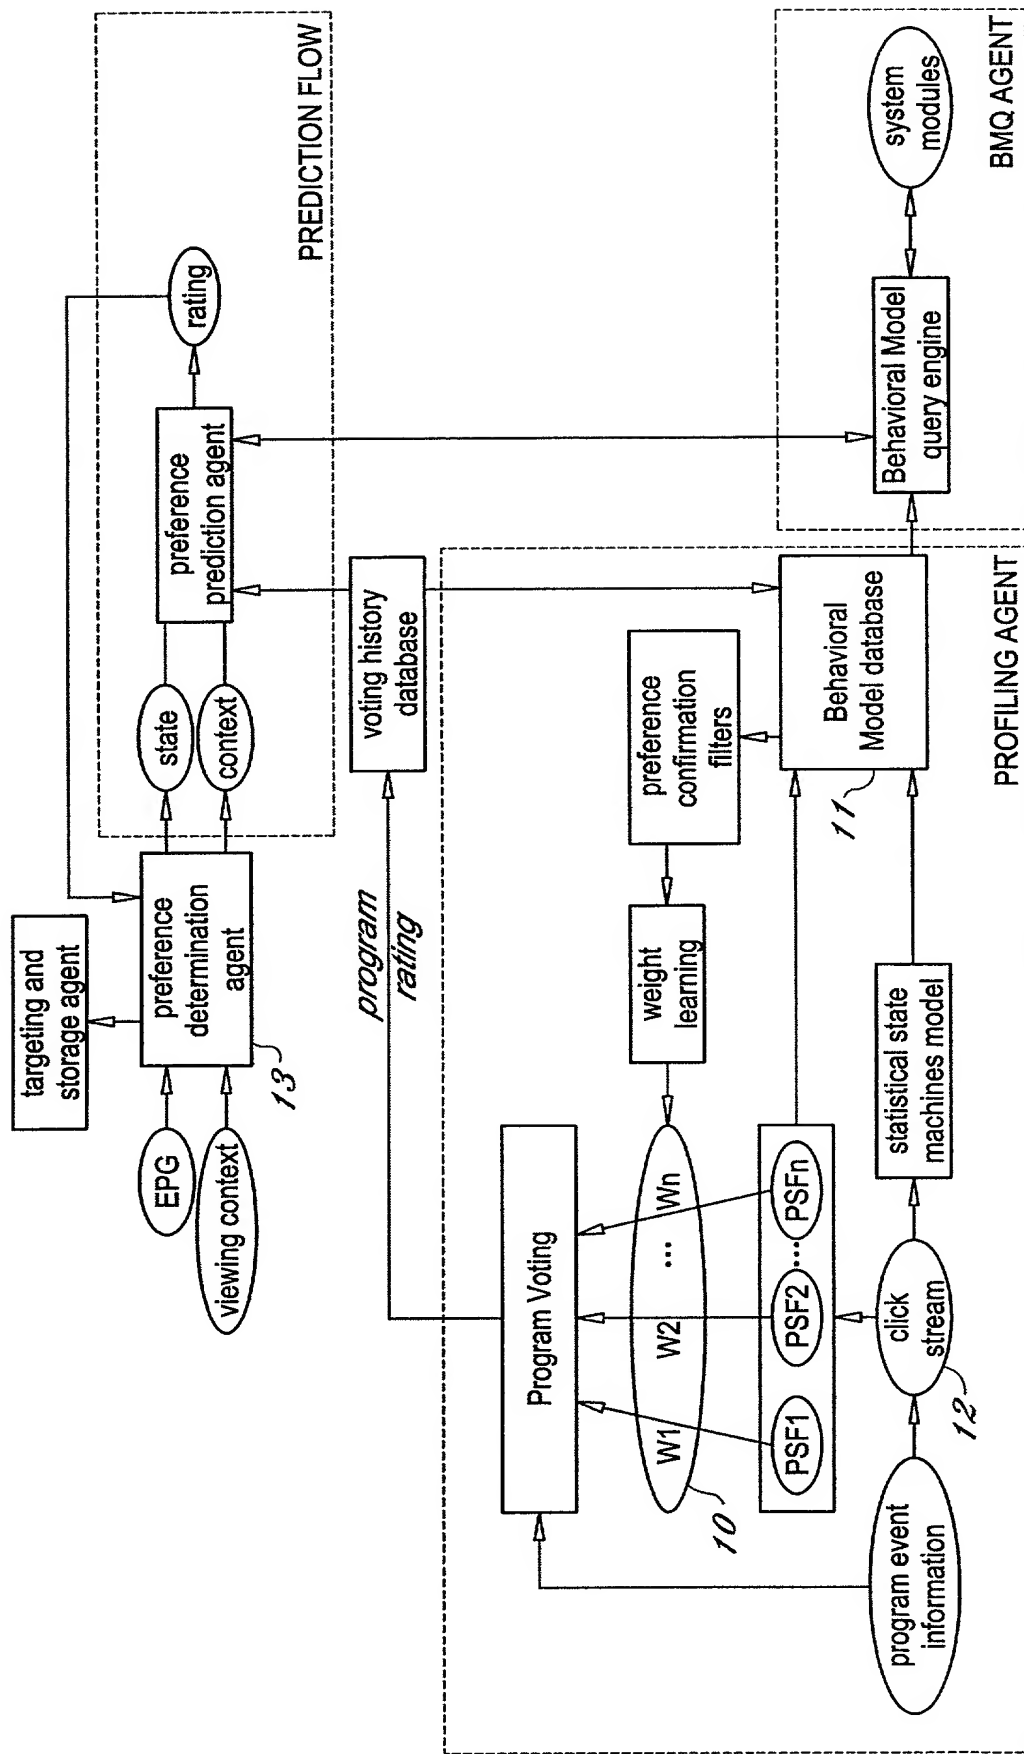 targeting and
storage agent
EPG
viewing context
preference
determination
agent
13
state
context
preference
prediction agent
rating
PREDICTION FLOW
program
rating
voting history
database
Program Voting
W1
W2
...
Wn
10
weight
learning
preference
confirmation
filters
PSF1
PSF2
...
PSFn
program event
information
click
stream
12
statistical state
machines model
Behavioral
Model database
11
PROFILING AGENT
Behavioral Model
query engine
system
modules
BMQ AGENT